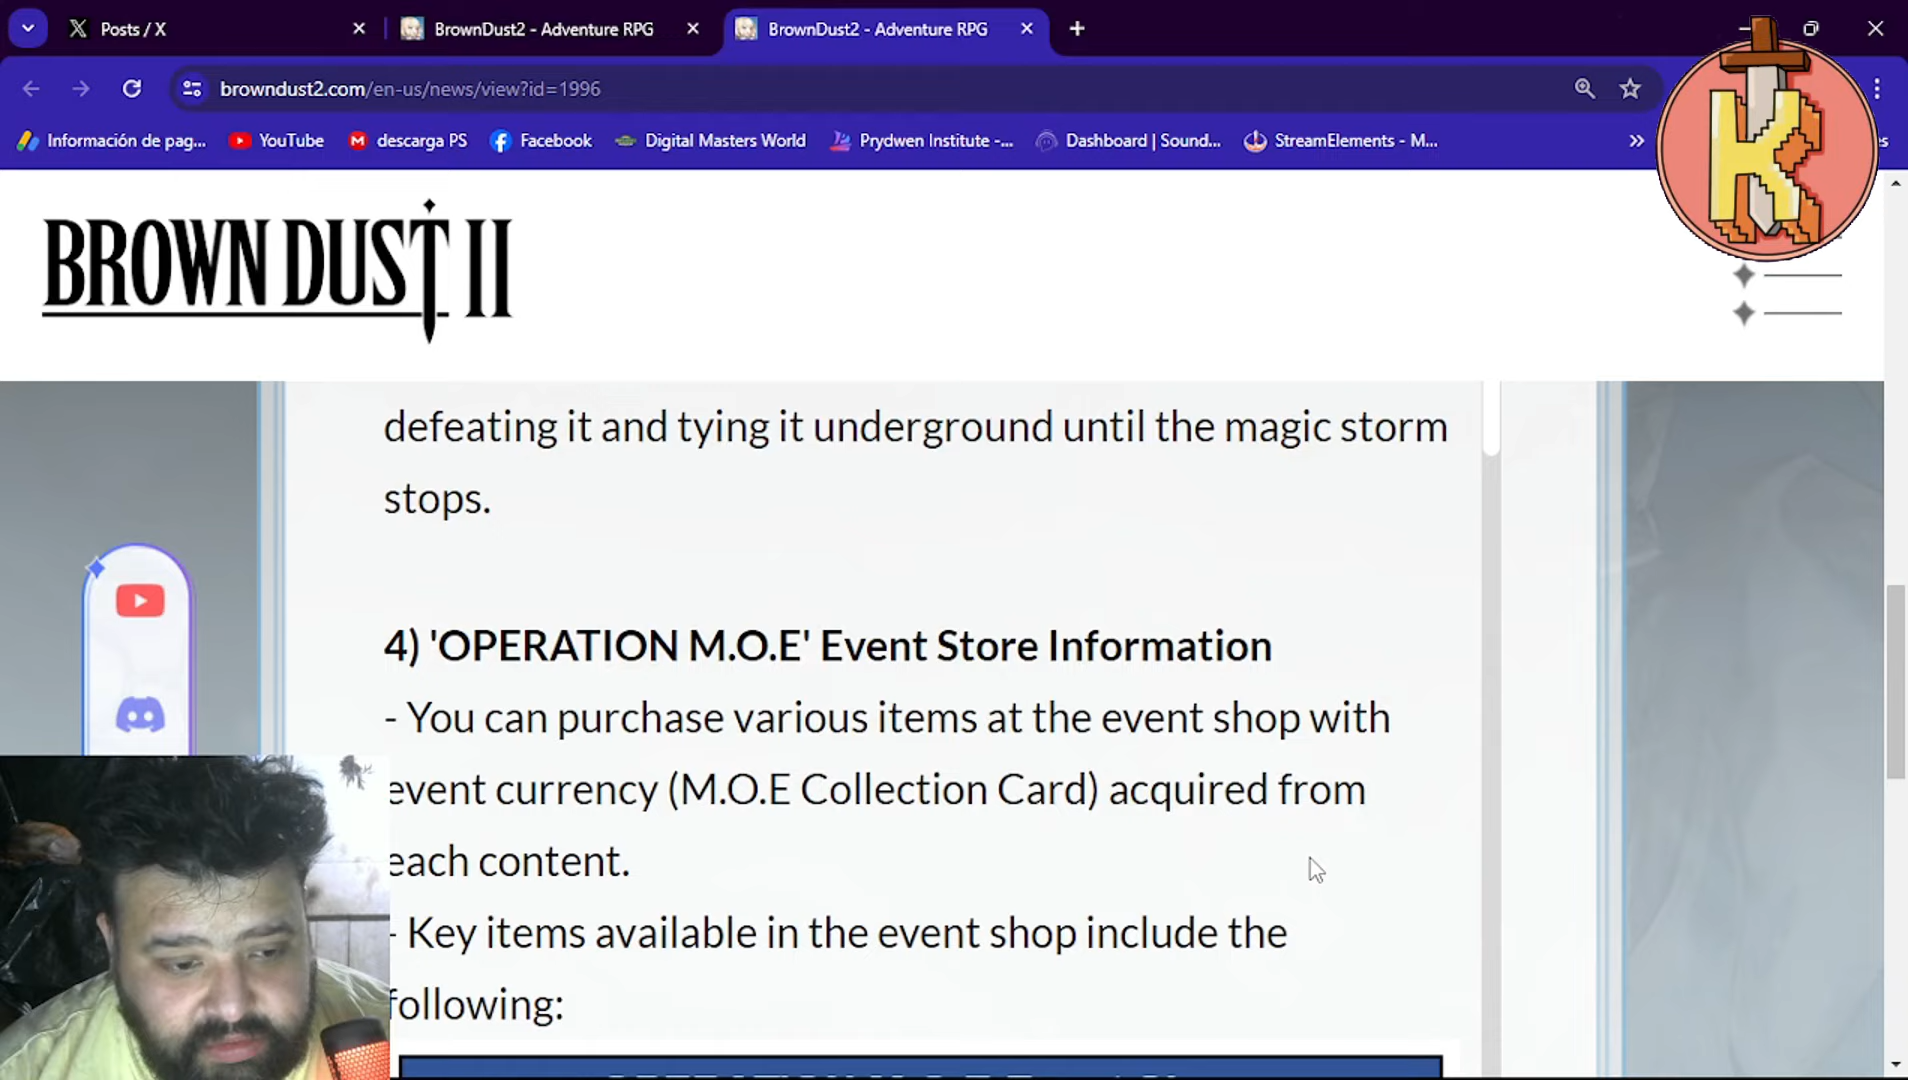 Posts / X
BrownDust2 - Adventure RPG
BrownDust2 - Adventure RPG
browndust2.com/en-us/news/view?id=1996
Información de pag...
YouTube
descarga PS
Facebook
Digital Masters World
Prydwen Institute -...
Dashboard | Sound...
StreamElements - M...
K
BROWN DUST II
defeating it and tying it underground until the magic storm
stops.
4) 'OPERATION M.O.E' Event Store Information
- You can purchase various items at the event shop with
event currency (M.O.E Collection Card) acquired from
each content.
- Key items available in the event shop include the
following: